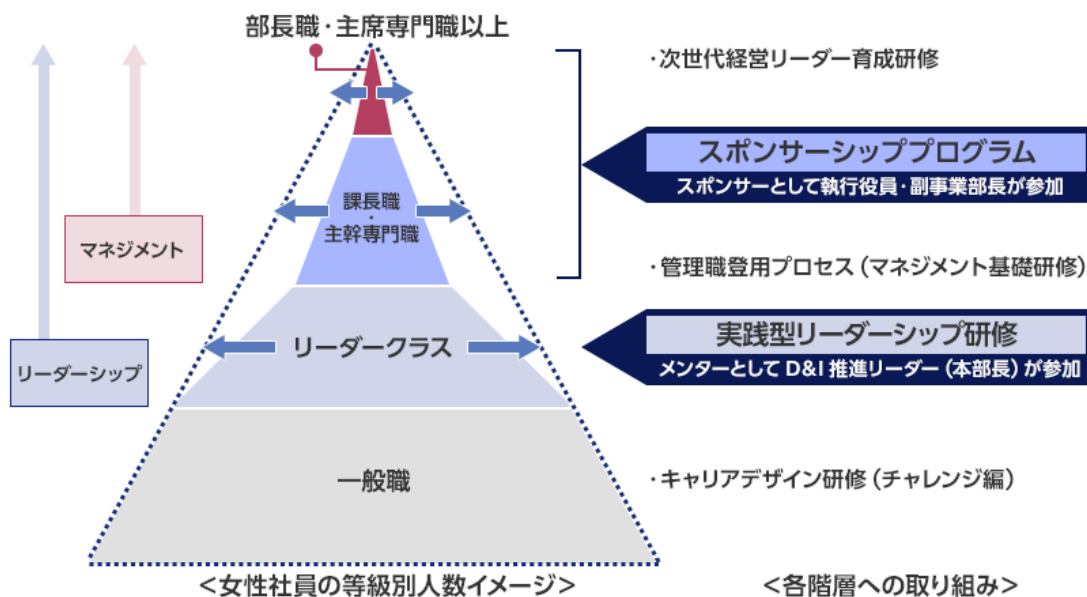 部長職・主席専門職以上
・次世代経営リーダー育成研修
スポンサーシッププログラム
スポンサーとして執行役員・副事業部長が参加
課長職
・
主幹専門職
マネジメント
・管理職登用プロセス（マネジメント基礎研修）
実践型リーダーシップ研修
メンターとして D&I 推進リーダー（本部長）が参加
リーダークラス
リーダーシップ
一般職
・キャリアデザイン研修（チャレンジ編）
＜女性社員の等級別人数イメージ＞
＜各階層への取り組み＞